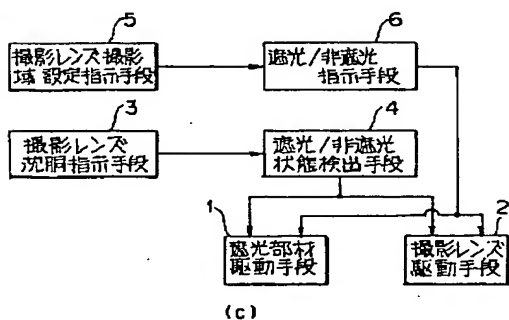 5
撮影レンズ撮影
域設定指示手段
6
遮光/非遮光
指示手段
3
撮影レンズ
沈胴指示手段
4
遮光/非遮光
状態検出手段
1
遮光部材
駆動手段
2
撮影レンズ
駆動手段
(c)